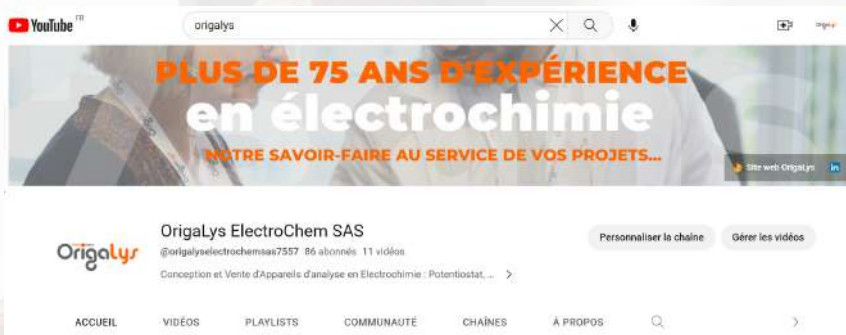 YouTube FR
origalys
PLUS DE 75 ANS D'EXPÉRIENCE
en électrochimie
NOTRE SAVOIR-FAIRE AU SERVICE DE VOS PROJETS...
Site web OrigaLys in
OrigaLys
OrigaLys ElectroChem SAS
@origalyselectrochemsas7557 86 abonnés 11 vidéos
Conception et Vente d'Appareils d'analyse en Electrochimie : Potentiostat, ... >
Personnaliser la chaîne Gérer les vidéos
ACCUEIL VIDÉOS PLAYLISTS COMMUNAUTÉ CHAÎNES À PROPOS